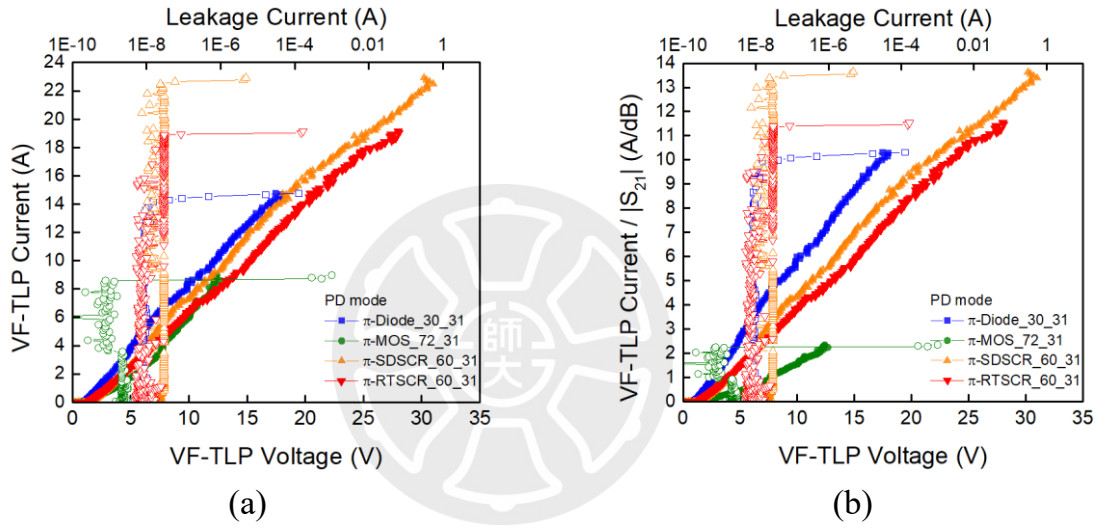 Leakage Current (A)
1E-10 1E-8 1E-6 1E-4 0.01 1
24
22
20
18
16
14
12
10
8
6
4
2
0
VF-TLP Current (A)
PD mode
π-Diode_30_31
π-MOS_72_31
π-SDSCR_60_31
π-RTSCR_60_31
0 5 10 15 20 25 30 35
VF-TLP Voltage (V)
(a)
Leakage Current (A)
1E-10 1E-8 1E-6 1E-4 0.01 1
14
13
12
11
10
9
8
7
6
5
4
3
2
1
0
VF-TLP Current / |S21| (A/dB)
PD mode
π-Diode_30_31
π-MOS_72_31
π-SDSCR_60_31
π-RTSCR_60_31
0 5 10 15 20 25 30 35
VF-TLP Voltage (V)
(b)
師
大